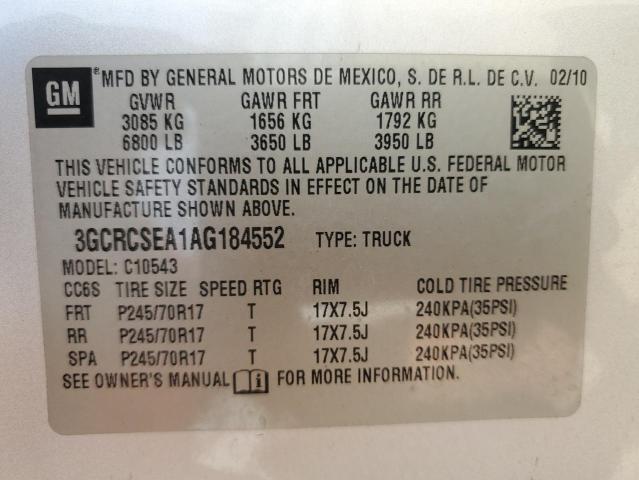 GM ® MFD BY GENERAL MOTORS DE MEXICO, S. DE R.L. DE C.V. 02/10
GVWR GAWR FRT GAWR RR
3085 KG 1656 KG 1792 KG
6800 LB 3650 LB 3950 LB
THIS VEHICLE CONFORMS TO ALL APPLICABLE U.S. FEDERAL MOTOR
VEHICLE SAFETY STANDARDS IN EFFECT ON THE DATE OF
MANUFACTURE SHOWN ABOVE.
3GCRCSEA1AG184552 TYPE: TRUCK
MODEL: C10543
CC6S TIRE SIZE SPEED RTG RIM COLD TIRE PRESSURE
FRT P245/70R17 T 17X7.5J 240KPA(35PSI)
RR P245/70R17 T 17X7.5J 240KPA(35PSI)
SPA P245/70R17 T 17X7.5J 240KPA(35PSI)
SEE OWNER'S MANUAL i FOR MORE INFORMATION.